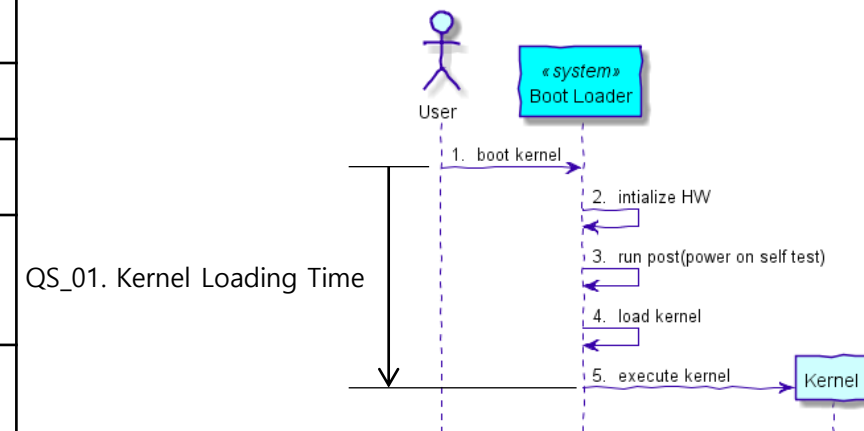 «system»
Boot Loader
User
1. boot kernel
2. intialize HW
3. run post(power on self test)
QS_01. Kernel Loading Time
4. load kernel
5. execute kernel
Kernel